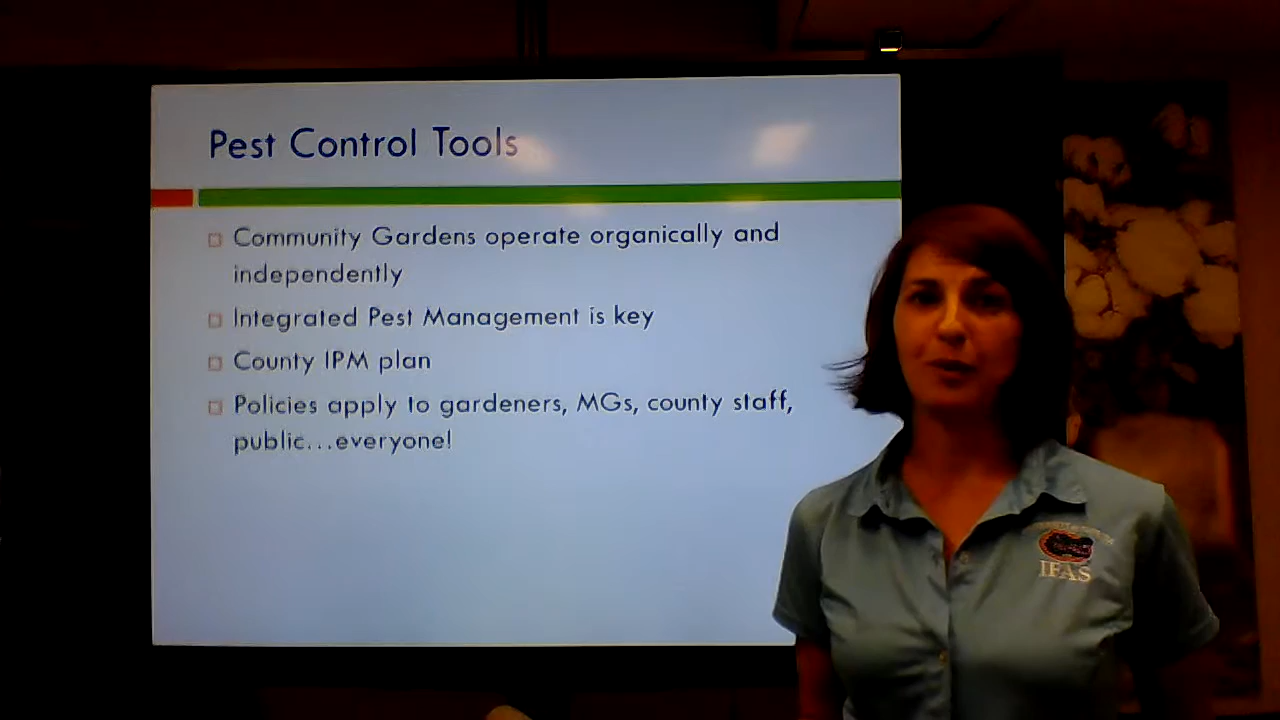 Pest Control Tools
Community Gardens operate organically and
independently
Integrated Pest Management is key
County IPM plan
Policies apply to gardeners, MGs, county staff,
public...everyone!
IFAS